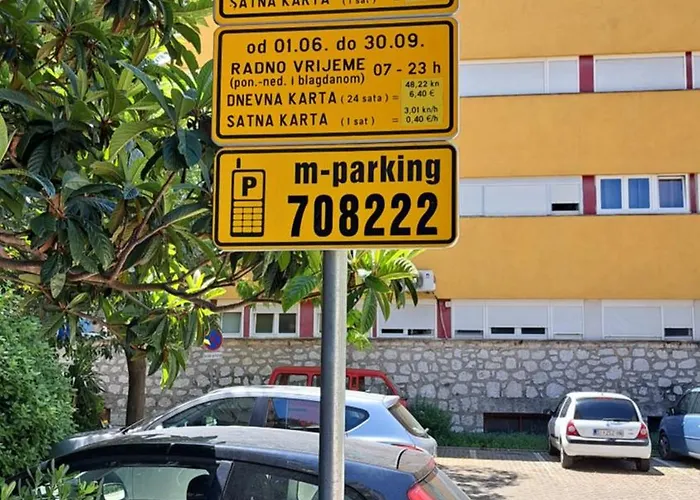 SATNA KARTA (1 sat)
od 01.06. do 30.09.
RADNO VRIJEME
(pon.-ned. i blagdanom) 07 - 23 h
DNEVNA KARTA (24 sata) = 48,22 kn
6,40 €
SATNA KARTA (1 sat) = 3,01 kn/h
0,40 €/h
P
m-parking
708222